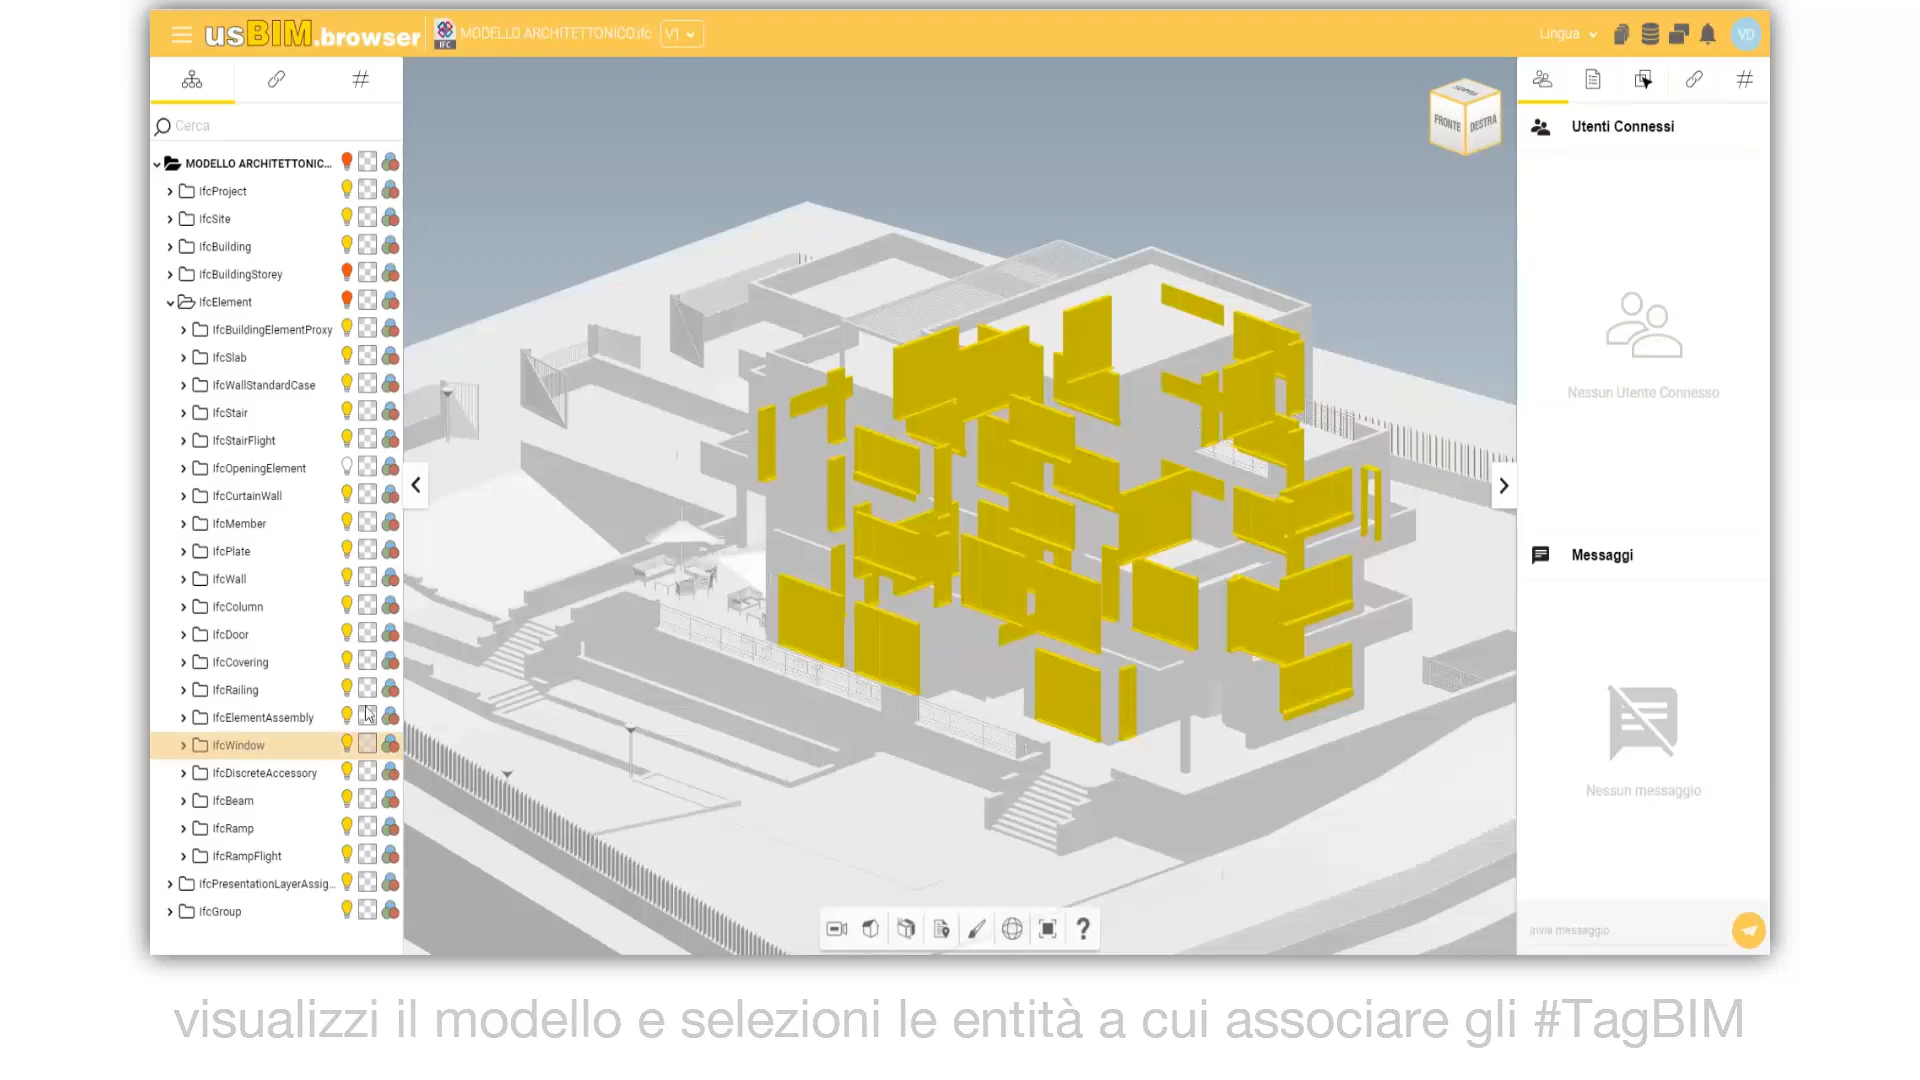 usBIM.browser
IFC
MODELLO ARCHITETTONICO.ifc
V1
Lingua
VD
#
#
Cerca
Utenti Connessi
MODELLO ARCHITETTONIC...
IfcProject
IfcSite
IfcBuilding
IfcBuildingStorey
IfcElement
IfcBuildingElementProxy
IfcSlab
IfcWallStandardCase
IfcStair
IfcStairFlight
IfcOpeningElement
IfcCurtainWall
IfcMember
IfcPlate
IfcWall
IfcColumn
IfcDoor
IfcCovering
IfcRailing
IfcElementAssembly
IfcWindow
IfcDiscreteAccessory
IfcBeam
IfcRamp
IfcRampFlight
IfcPresentationLayerAssig...
IfcGroup
SOPRA
FRONTE
DESTRA
Nessun Utente Connesso
Messaggi
Nessun messaggio
invia messaggio
?
visualizzi il modello e selezioni le entità a cui associare gli #TagBIM